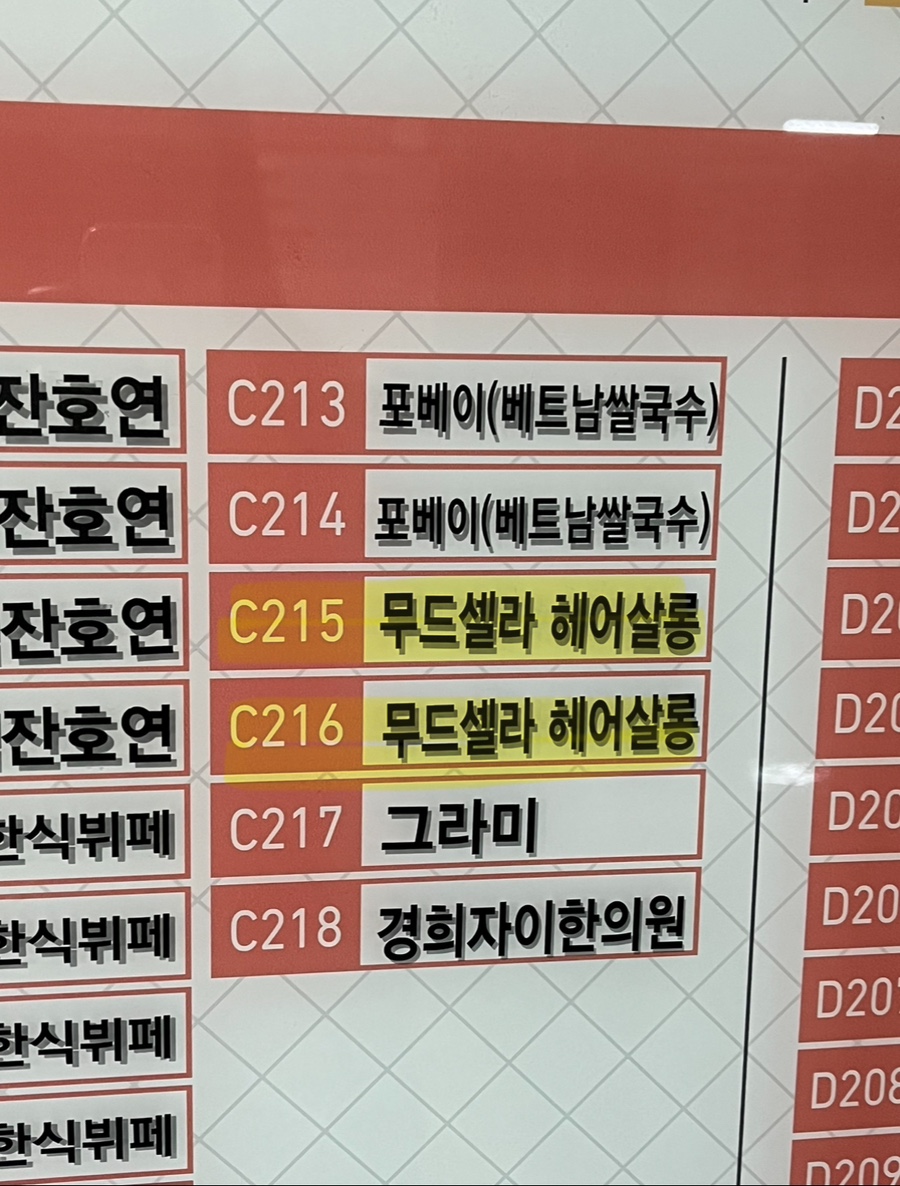 잔호연
잔호연
잔호연
잔호연
한식뷔페
한식뷔페
한식뷔페
한식뷔페
C213 포베이(베트남쌀국수)
C214 포베이(베트남쌀국수)
C215 무드셀라 헤어살롱
C216 무드셀라 헤어살롱
C217 그라미
C218 경희자이한의원
D208
D209